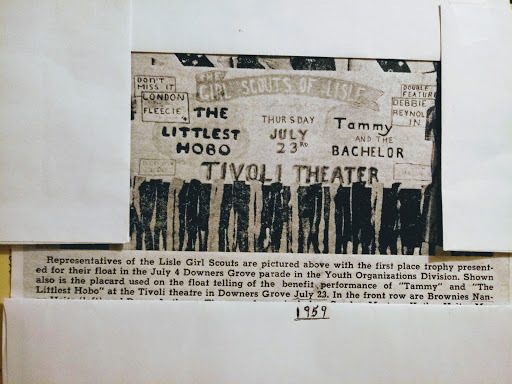 THE
GIRL SCOUTS OF LISLE
DON'T
MISS IT
LONDON
&
FLEECIE
THE
LITTLEST
HOBO
THURSDAY
JULY
23RD
DOUBLE
FEATURE
DEBBIE
REYNOL
IN
Tammy
AND THE
BACHELOR
TIVOLI THEATER
Representatives of the Lisle Girl Scouts are pictured above with the first place trophy present-
ed for their float in the July 4 Downers Grove parade in the Youth Organizations Division. Shown
also is the placard used on the float telling of the benefit performance of "Tammy" and "The
Littlest Hobo" at the Tivoli theatre in Downers Grove July 23. In the front row are Brownies Nan-
1959